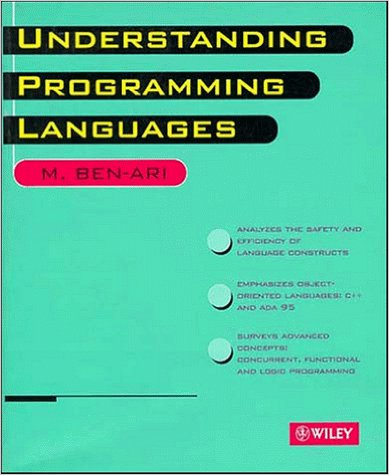 UNDERSTANDING
PROGRAMMING
LANGUAGES
M. BEN-ARI
ANALYZES THE SAFETY AND
EFFICIENCY OF
LANGUAGE CONSTRUCTS
EMPHASIZES OBJECT-
ORIENTED LANGUAGES: C++
AND ADA 95
SURVEYS ADVANCED
CONCEPTS:
CONCURRENT, FUNCTIONAL
AND LOGIC PROGRAMMING
WILEY